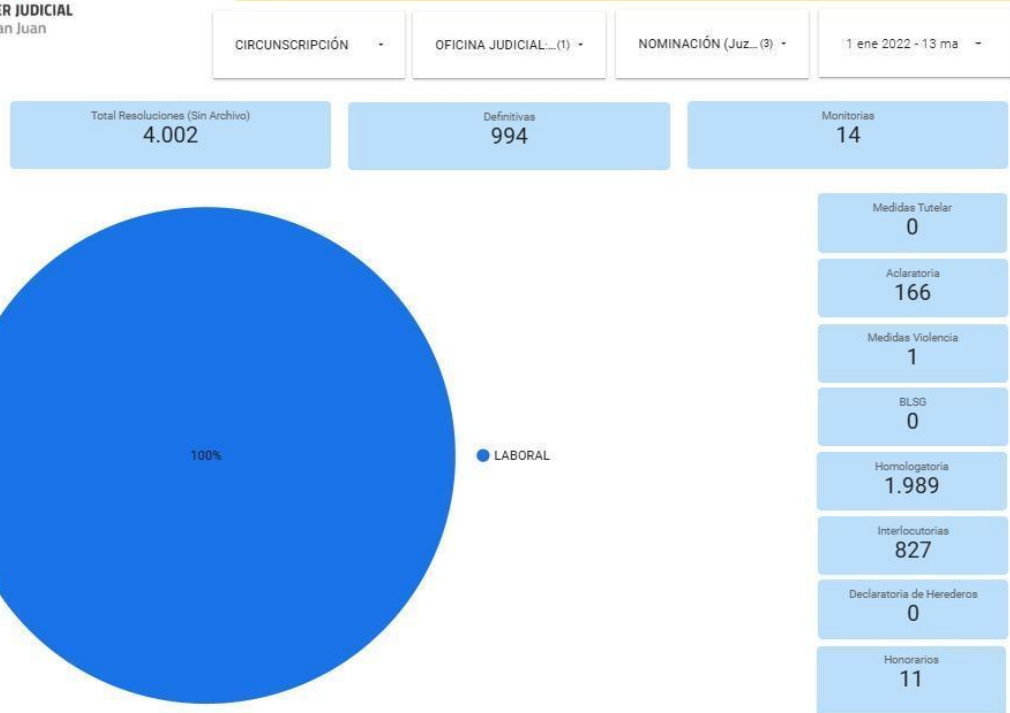 ER JUDICIAL
an Juan
CIRCUNSCRIPCIÓN
OFICINA JUDICIAL:...(1)
NOMINACIÓN (Juz... (3)
1 ene 2022 - 13 ma
Total Resoluciones (Sin Archivo)
4.002
Definitivas
994
Monitorias
14
Medidas Tutelar
0
Aclaratoria
166
Medidas Violencia
1
BLSG
0
Homologatoria
1.989
Interlocutorias
827
Declaratoria de Herederos
0
Honorarios
11
100%
LABORAL